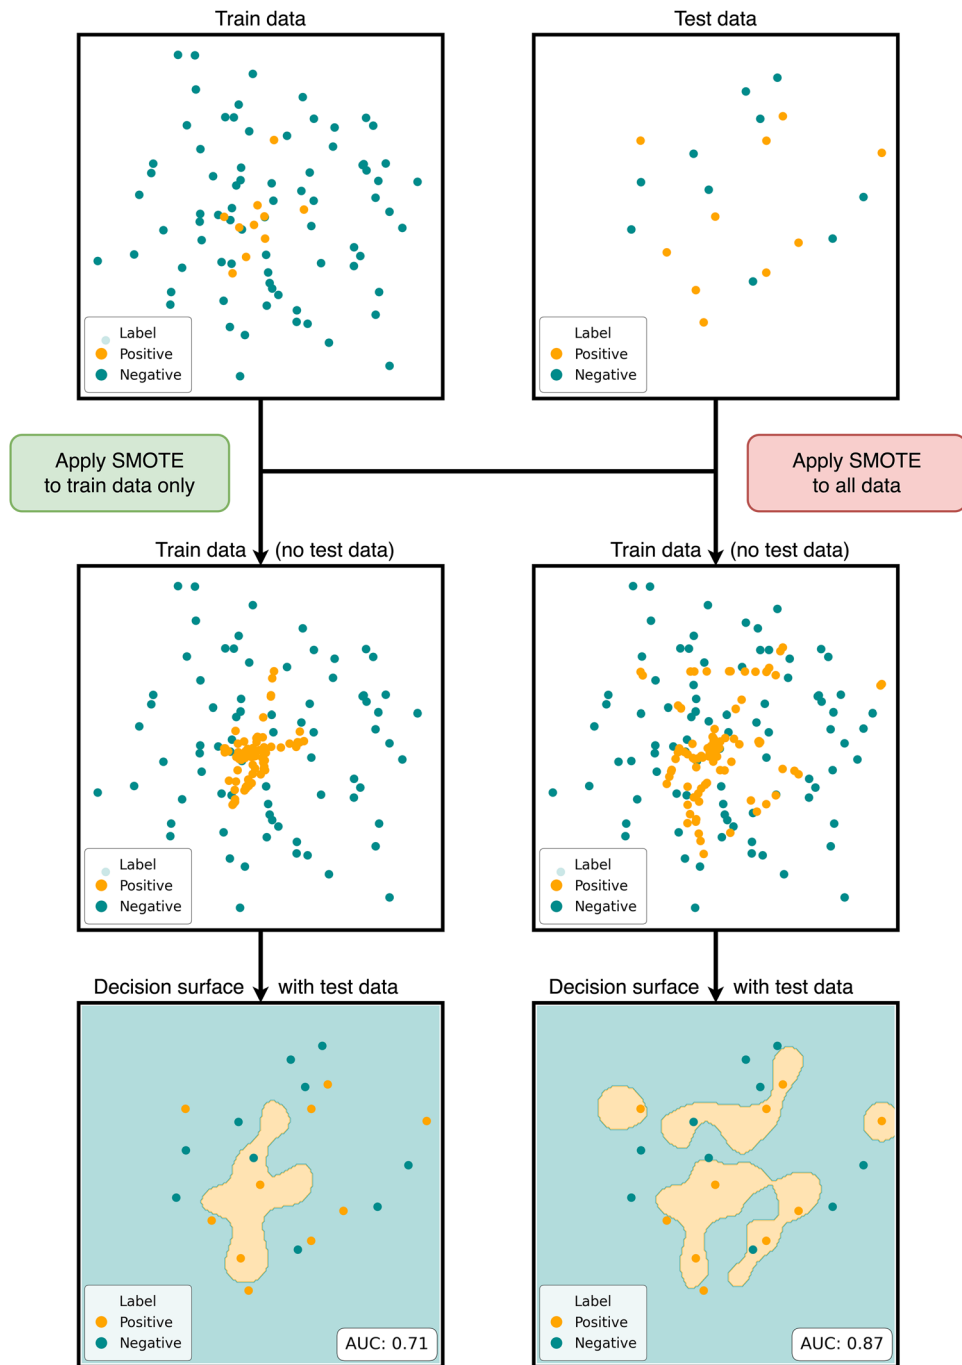 Train data
Test data
Label
Positive
Negative
Label
Positive
Negative
Apply SMOTE
to train data only
Apply SMOTE
to all data
Train data (no test data)
Train data (no test data)
Label
Positive
Negative
Label
Positive
Negative
Decision surface with test data
Decision surface with test data
Label
Positive
Negative
AUC: 0.71
Label
Positive
Negative
AUC: 0.87